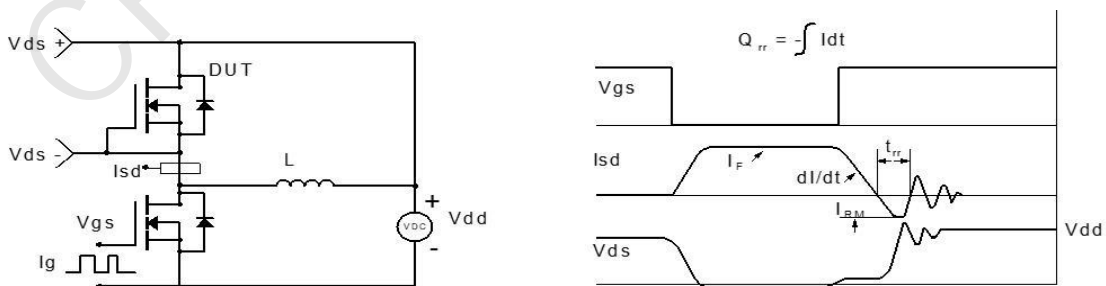 Vds +
DUT
Vds -
Isd
L
Vgs
Ig
+
VDC
-
Vdd
Q rr = -∫ Idt
Vgs
Isd
I F
dI/dt
t rr
I RM
Vds
Vdd